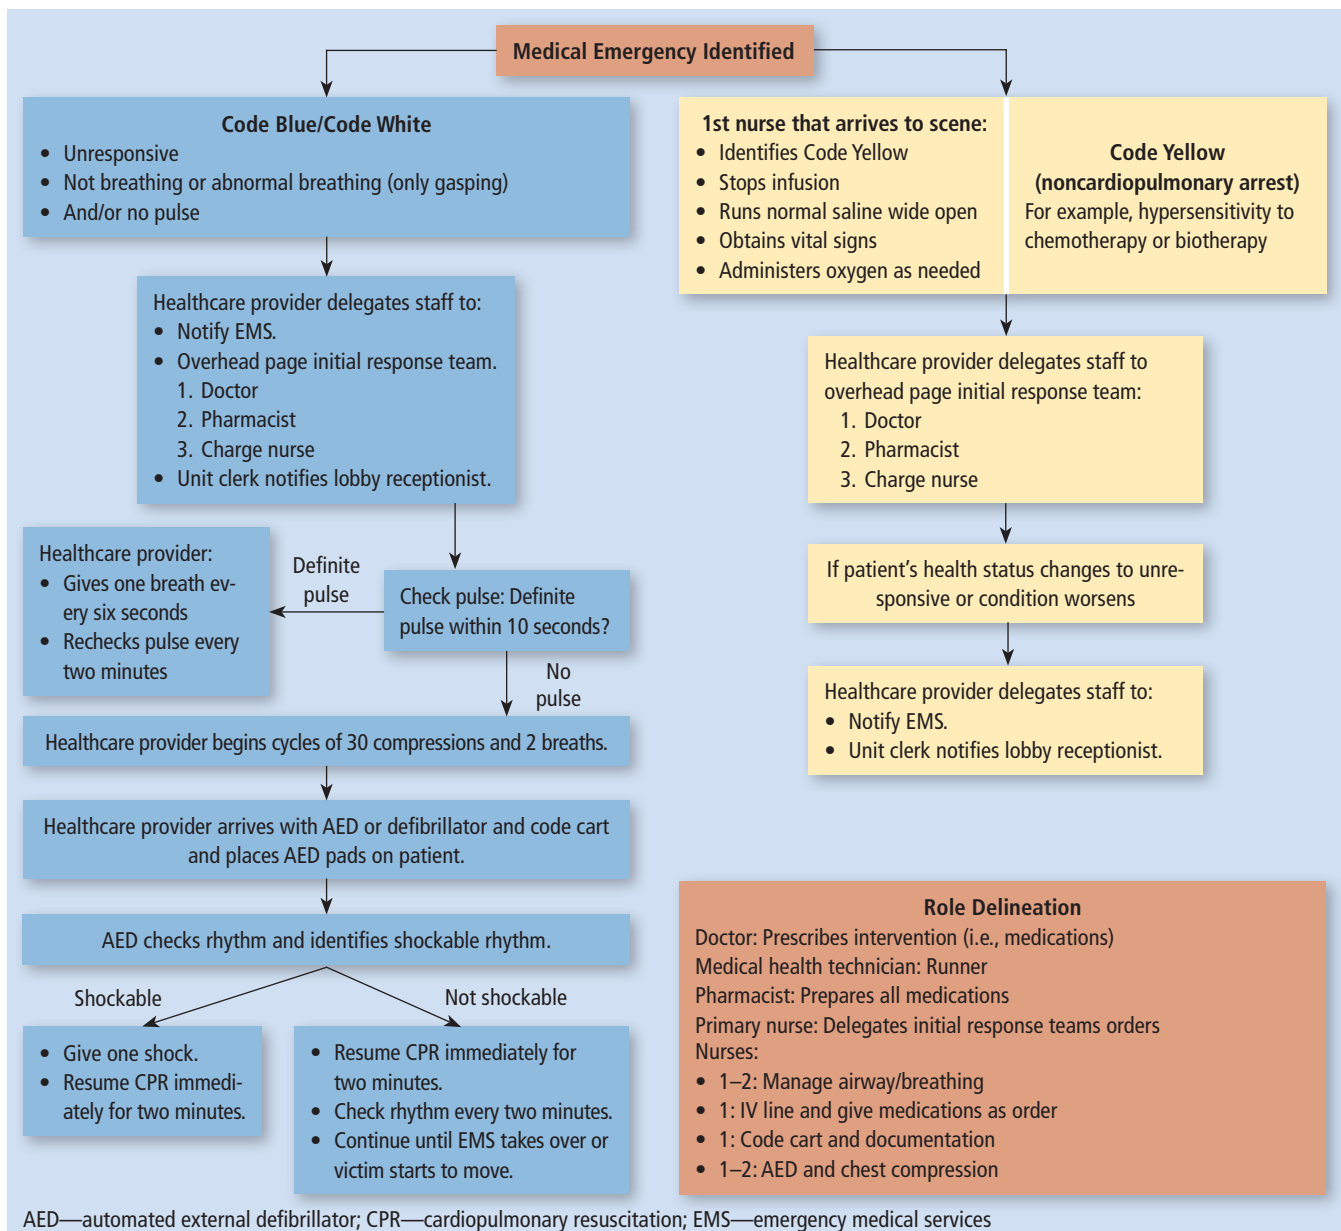 Medical Emergency Identified
Code Blue/Code White
• Unresponsive
• Not breathing or abnormal breathing (only gasping)
• And/or no pulse
Healthcare provider delegates staff to:
• Notify EMS.
• Overhead page initial response team.
1. Doctor
2. Pharmacist
3. Charge nurse
• Unit clerk notifies lobby receptionist.
Check pulse: Definite
pulse within 10 seconds?
Definite
pulse
Healthcare provider:
• Gives one breath ev-
ery six seconds
• Rechecks pulse every
two minutes
No
pulse
Healthcare provider begins cycles of 30 compressions and 2 breaths.
Healthcare provider arrives with AED or defibrillator and code cart
and places AED pads on patient.
AED checks rhythm and identifies shockable rhythm.
Shockable
• Give one shock.
• Resume CPR immedi-
ately for two minutes.
Not shockable
• Resume CPR immediately for
two minutes.
• Check rhythm every two minutes.
• Continue until EMS takes over or
victim starts to move.
1st nurse that arrives to scene:
• Identifies Code Yellow
• Stops infusion
• Runs normal saline wide open
• Obtains vital signs
• Administers oxygen as needed
Code Yellow
(noncardiopulmonary arrest)
For example, hypersensitivity to
chemotherapy or biotherapy
Healthcare provider delegates staff to
overhead page initial response team:
1. Doctor
2. Pharmacist
3. Charge nurse
If patient's health status changes to unre-
sponsive or condition worsens
Healthcare provider delegates staff to:
• Notify EMS.
• Unit clerk notifies lobby receptionist.
Role Delineation
Doctor: Prescribes intervention (i.e., medications)
Medical health technician: Runner
Pharmacist: Prepares all medications
Primary nurse: Delegates initial response teams orders
Nurses:
• 1–2: Manage airway/breathing
• 1: IV line and give medications as order
• 1: Code cart and documentation
• 1–2: AED and chest compression
AED—automated external defibrillator; CPR—cardiopulmonary resuscitation; EMS—emergency medical services